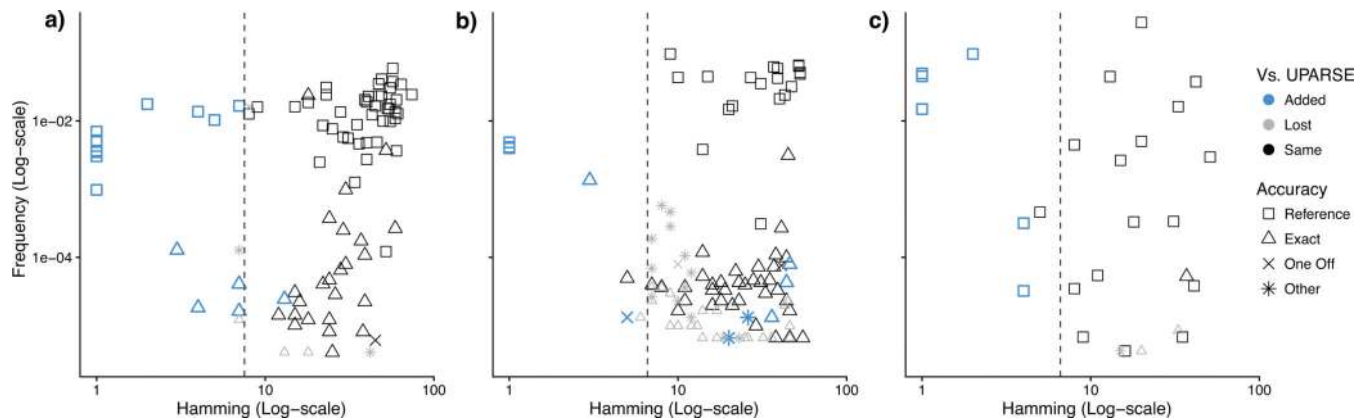 a)
b)
c)
Frequency (Log−scale)
1e−02
1e−04
1
10
100
Hamming (Log−scale)
1
10
100
Hamming (Log−scale)
1
10
100
Hamming (Log−scale)
Vs. UPARSE
Added
Lost
Same
Accuracy
Reference
Exact
One Off
Other